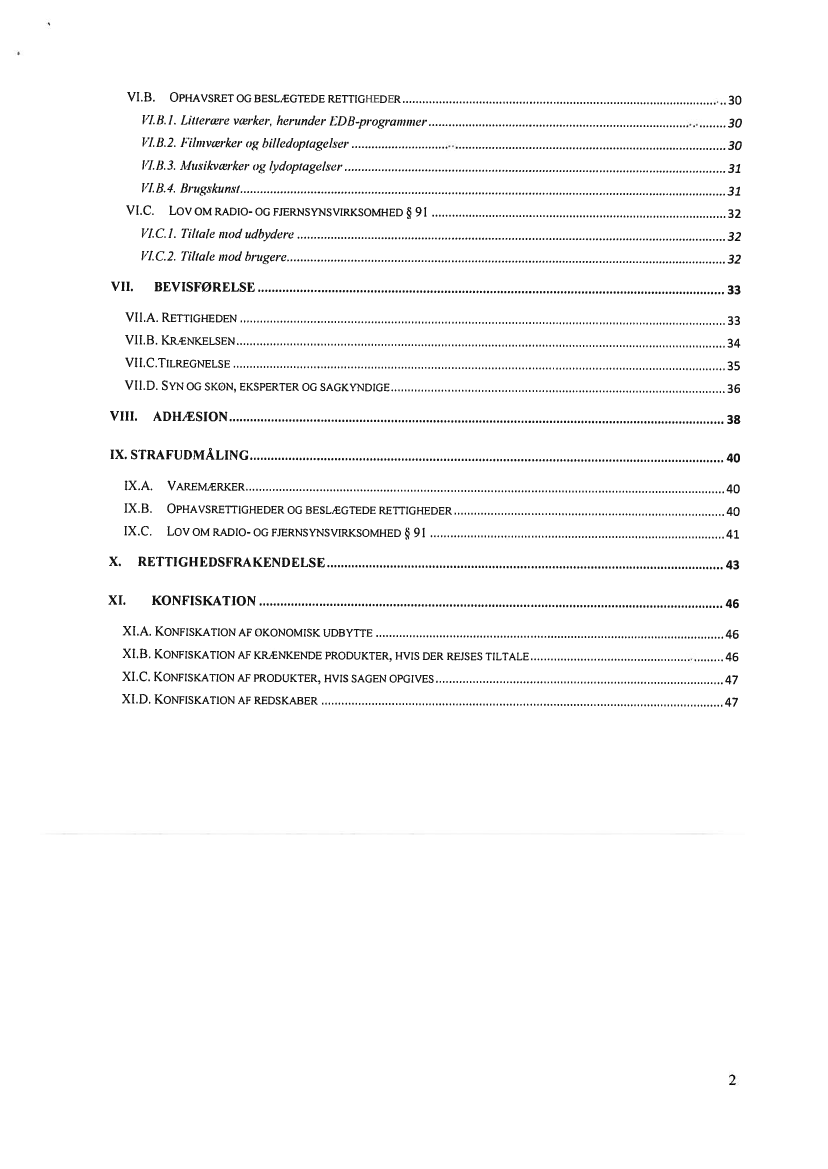 VI.B. OPHAVSRET OG BESLÆGTEDE RETTIGHEDER 30
VI.B.1. Litterære værker, herunder EDB-programmer 30
VI.B.2. Filmværker og billedoptagelser 30
VI.B.3. Musikværker og lydoptagelser 31
VI.B.4. Brugskunst 31
VI.C. LOV OM RADIO- OG FJERNSYNSVIRKSOMHED § 91 32
VI.C.1. Tiltale mod udbydere 32
VI.C.2. Tiltale mod brugere 32
VII. BEVISFØRELSE 33
VII.A. RETTIGHEDEN 33
VII.B. KRÆNKELSEN 34
VII.C.TILREGNELSE 35
VII.D. SYN OG SKØN, EKSPERTER OG SAGKYNDIGE 36
VIII. ADHÆSION 38
IX. STRAFUDMÅLING 40
IX.A. VAREMÆRKER 40
IX.B. OPHAVSRETTIGHEDER OG BESLÆGTEDE RETTIGHEDER 40
IX.C. LOV OM RADIO- OG FJERNSYNSVIRKSOMHED § 91 41
X. RETTIGHEDSFRAKENDELSE 43
XI. KONFISKATION 46
XI.A. KONFISKATION AF ØKONOMISK UDBYTTE 46
XI.B. KONFISKATION AF KRÆNKENDE PRODUKTER, HVIS DER REJSES TILTALE 46
XI.C. KONFISKATION AF PRODUKTER, HVIS SAGEN OPGIVES 47
XI.D. KONFISKATION AF REDSKABER 47
2